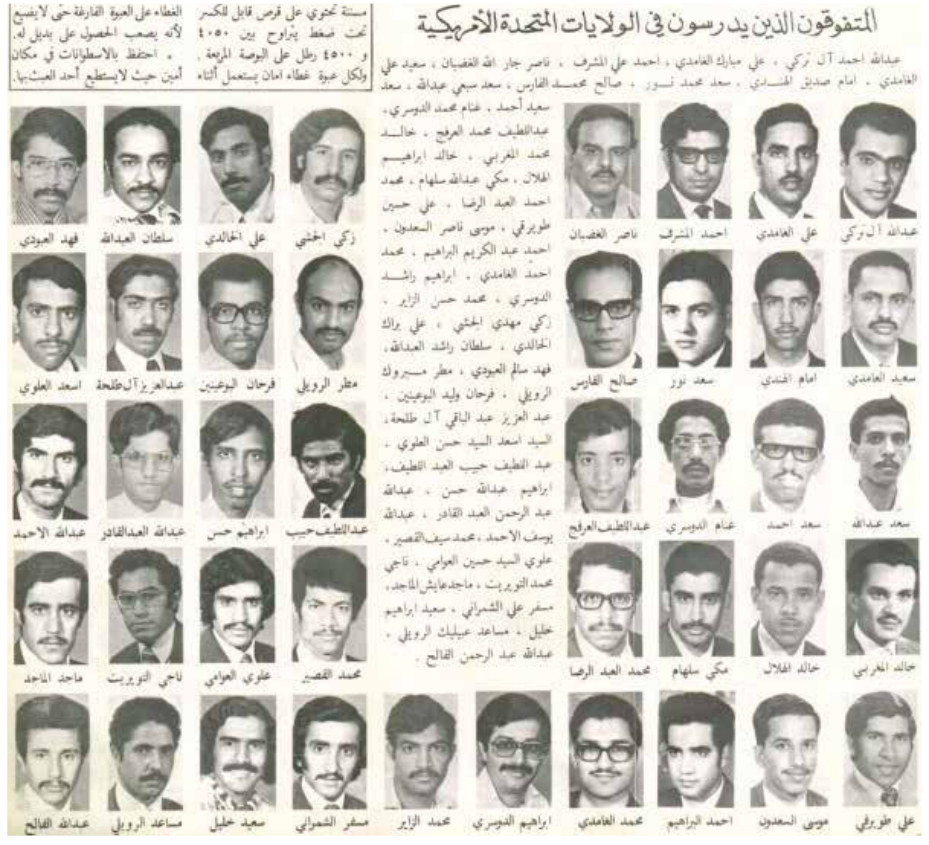 المتفوقون الذين يدرسون في الولايات المتحدة الأمريكية
عبدالله احمد آل تركي ، علي مبارك الغامدي ، احمد علي المشرف ، ناصر جار الله الغضبان ، سعيد علي
الغامدي ، امام صديق الهندي ، سعد محمد نور ، صالح محمد الفارس ، سعد سبعي عبدالله ، سعد
سعيد أحمد ، غنام محمد الدوسري ،
عبداللطيف محمد العرفج ، خالد
محمد المغربي ، خالد ابراهيم
الهلال ، مكي عبدالله سلهام ، محمد
احمد العبد الرضا ، علي حسين
طويرقي ، موسى ناصر السعدون ،
احمد عبد الكريم البراهيم ، محمد
احمد الغامدي ، ابراهيم راشد
الدوسري ، محمد حسن الزاير ،
زكي مهدي الحشي ، علي براك
الخالدي ، سلطان راشد العبدالله ،
فهد سالم العبودي ، مطر مبروك
الرويلي ، فرحان وليد البوعينين ،
عبد العزيز عبد الباقي آل طلحة ،
السيد اسعد السيد حسن العلوي ،
عبد اللطيف حبيب العبد اللطيف ،
ابراهيم عبدالله حسن ، عبدالله
عبد الرحمن العبد القادر ، عبدالله
يوسف الاحمد ، محمد سيف القصير ،
علوي السيد حسين العوامي ، ناجي
محمد التويريت ، ماجد عايش الماجد ،
مسفر علي الشمراني ، سعيد ابراهيم
خليل ، مساعد عبيليك الرويلي ،
عبدالله عبد الرحمن الفالح .
عبدالله آل تركي
علي الغامدي
احمد المشرف
ناصر الغضبان
سعيد الغامدي
امام الهندي
سعد نور
صالح الفارس
سعد عبدالله
سعد احمد
غنام الدوسري
عبداللطيف العرفج
خالد المغربي
خالد الهلال
مكي سلهام
محمد العبد الرضا
علي طويرقي
موسى السعدون
احمد البراهيم
محمد الغامدي
ابراهيم الدوسري
محمد الزاير
مسفر الشمراني
سعيد خليل
مساعد الرويلي
عبدالله الفالح
مستنة تحتوي على قرص قابل للكسر
تحت ضغط يتراوح بين ٤٠٥٠
و ٤٥٠٠ رطل على البوصة المربعة .
ولكل عبوة غطاء امان يستعمل أثناء
الغطاء على العبوة الفارغة حتى لا يضيع
لأنه يصعب الحصول على بديل له .
• احتفظ بالاسطوانات في مكان
أمين حيث لا يستطيع أحد العبث بها .
زكي الحشي
علي الخالدي
سلطان العبدالله
فهد العبودي
مطر الرويلي
فرحان البوعينين
عبدالعزيز آل طلحة
اسعد العلوي
عبداللطيف حبيب
ابراهيم حسن
عبدالله العبدالقادر
عبدالله الاحمد
محمد القصير
علوي العوامي
ناجي التويريت
ماجد الماجد